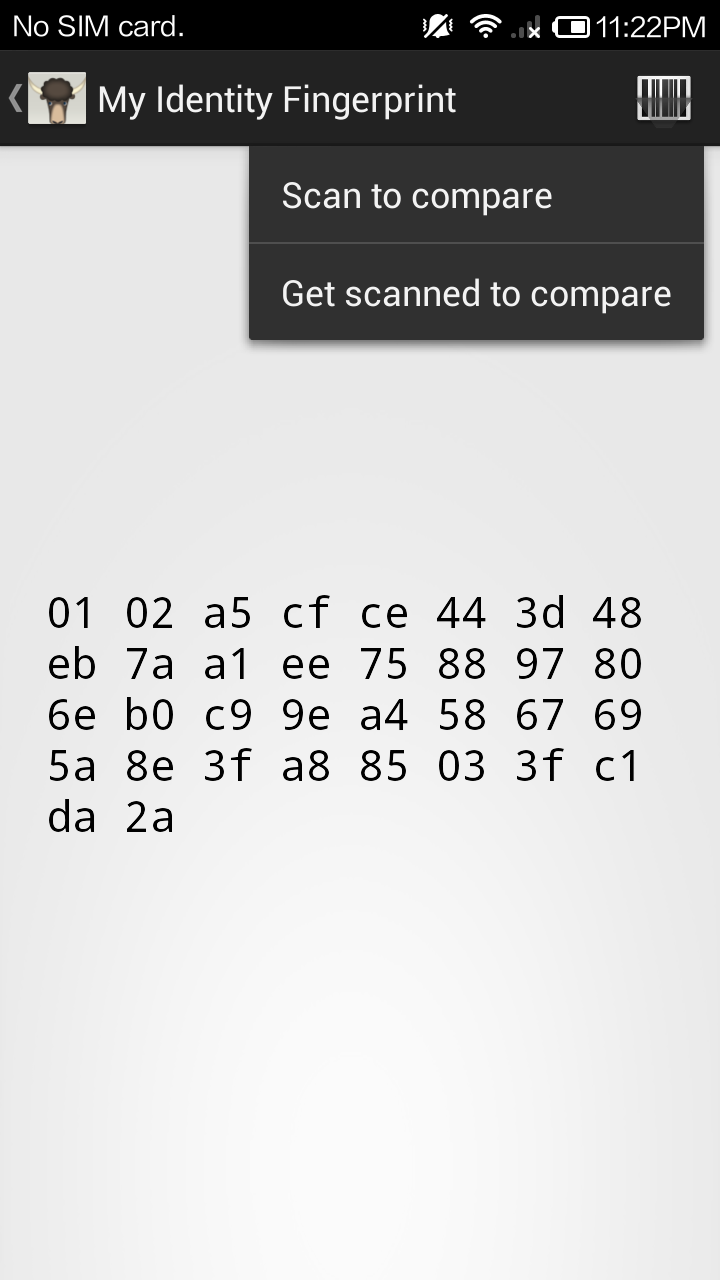 No SIM card.
11:22PM
My Identity Fingerprint
Scan to compare
Get scanned to compare
01 02 a5 cf ce 44 3d 48
eb 7a a1 ee 75 88 97 80
6e b0 c9 9e a4 58 67 69
5a 8e 3f a8 85 03 3f c1
da 2a